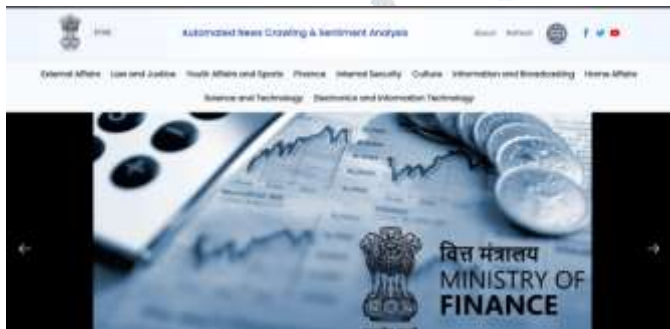 Automated News Crawling & Sentiment Analysis
About Refresh
External Affairs Law and Justice Youth Affairs and Sports Finance Internal Security Culture Information and Broadcasting Home Affairs
Science and Technology Electronics and Information Technology
वित्त मंत्रालय
MINISTRY OF
FINANCE